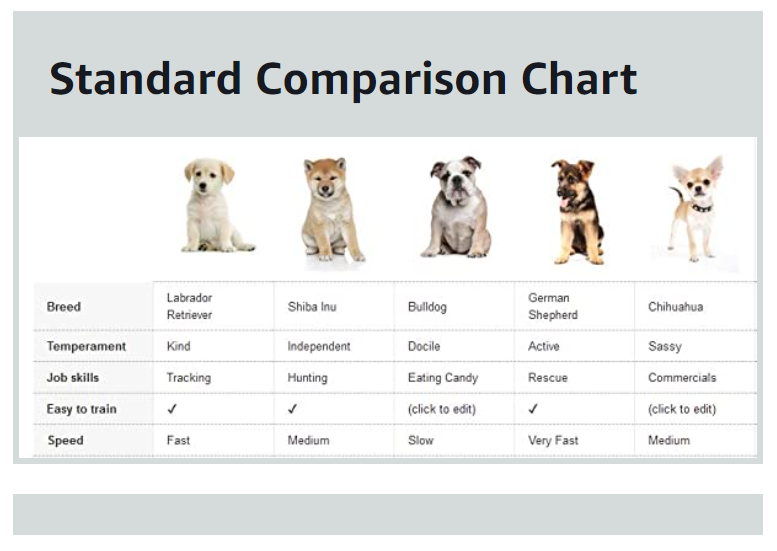 Standard Comparison Chart
Breed Labrador Retriever Shiba Inu Bulldog German Shepherd Chihuahua
Temperament Kind Independent Docile Active Sassy
Job skills Tracking Hunting Eating Candy Rescue Commercials
Easy to train ✓ ✓ (click to edit) ✓ (click to edit)
Speed Fast Medium Slow Very Fast Medium